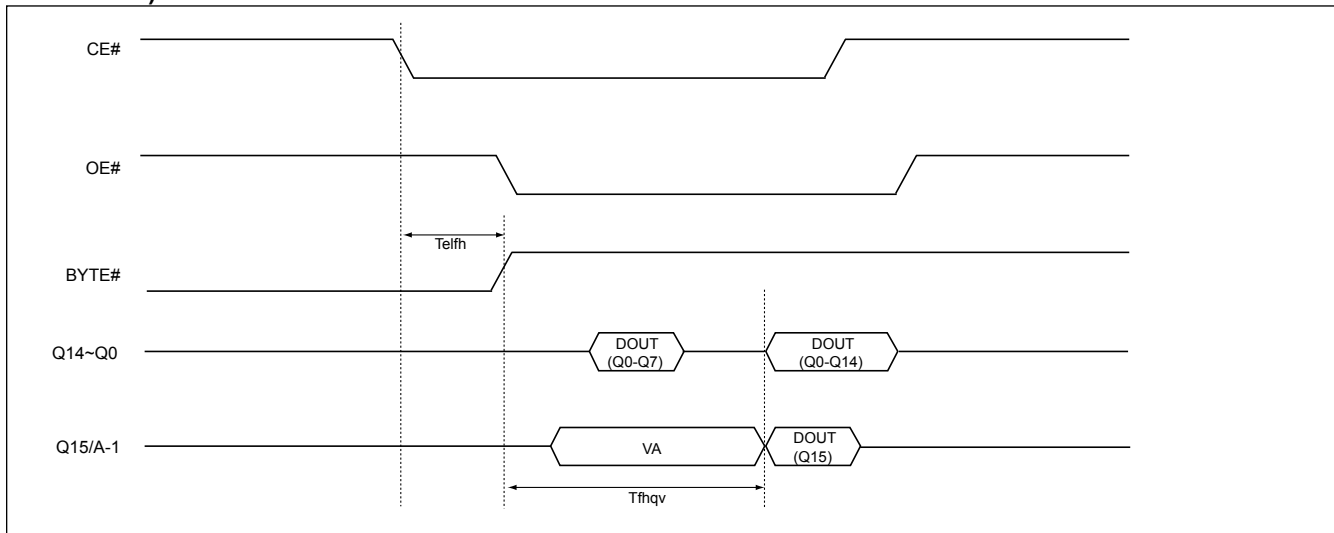 CE#
OE#
Telfh
BYTE#
Q14~Q0
DOUT
(Q0-Q7)
DOUT
(Q0-Q14)
Q15/A-1
VA
DOUT
(Q15)
Tfhqv